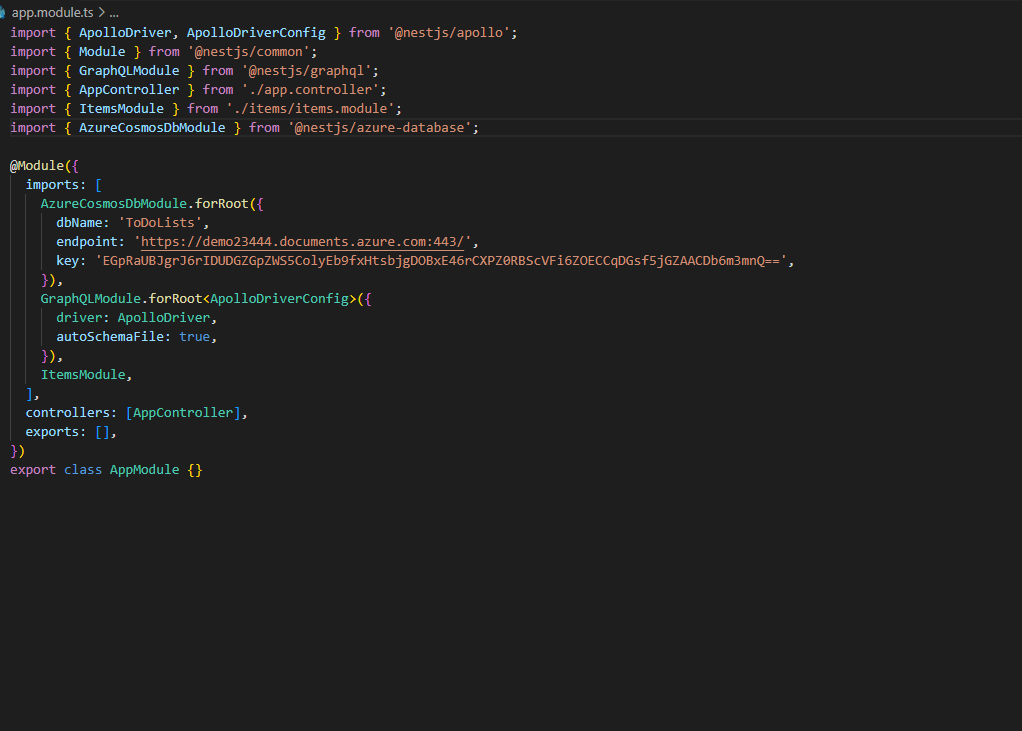 app.module.ts > ...
import { ApolloDriver, ApolloDriverConfig } from '@nestjs/apollo';
import { Module } from '@nestjs/common';
import { GraphQLModule } from '@nestjs/graphql';
import { AppController } from './app.controller';
import { ItemsModule } from './items/items.module';
import { AzureCosmosDbModule } from '@nestjs/azure-database';
@Module({
imports: [
AzureCosmosDbModule.forRoot({
dbName: 'ToDoLists',
endpoint: 'https://demo23444.documents.azure.com:443/',
key: 'EGpRaUBJgrJ6rIDUDGZGpZWS5ColyEb9fxHtsbjgDOBxE46rCXPZ0RBScVFi6ZOECCqDGsf5jGZAACDb6m3mnQ==',
}),
GraphQLModule.forRoot<ApolloDriverConfig>({
driver: ApolloDriver,
autoSchemaFile: true,
}),
ItemsModule,
],
controllers: [AppController],
exports: [],
})
export class AppModule {}